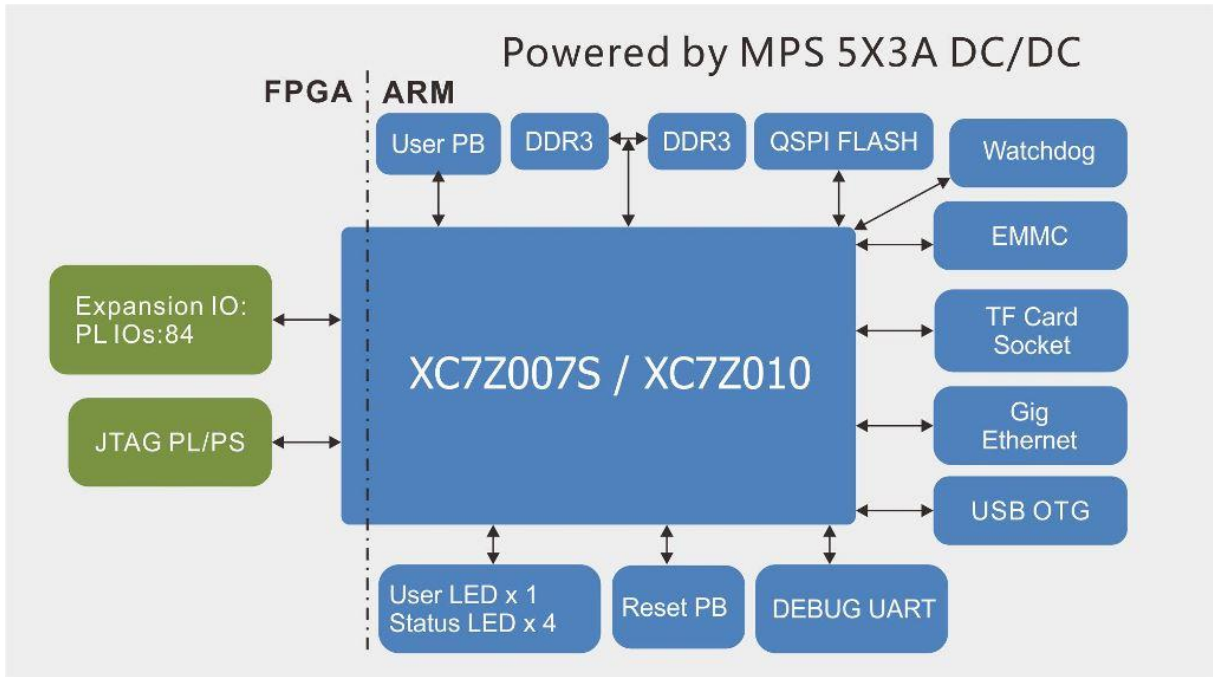 Powered by MPS 5X3A DC/DC
FPGA
ARM
User PB
DDR3
DDR3
QSPI FLASH
Watchdog
EMMC
Expansion IO:
PL IOs:84
TF Card
Socket
XC7Z007S / XC7Z010
Gig
Ethernet
JTAG PL/PS
USB OTG
User LED x 1
Status LED x 4
Reset PB
DEBUG UART